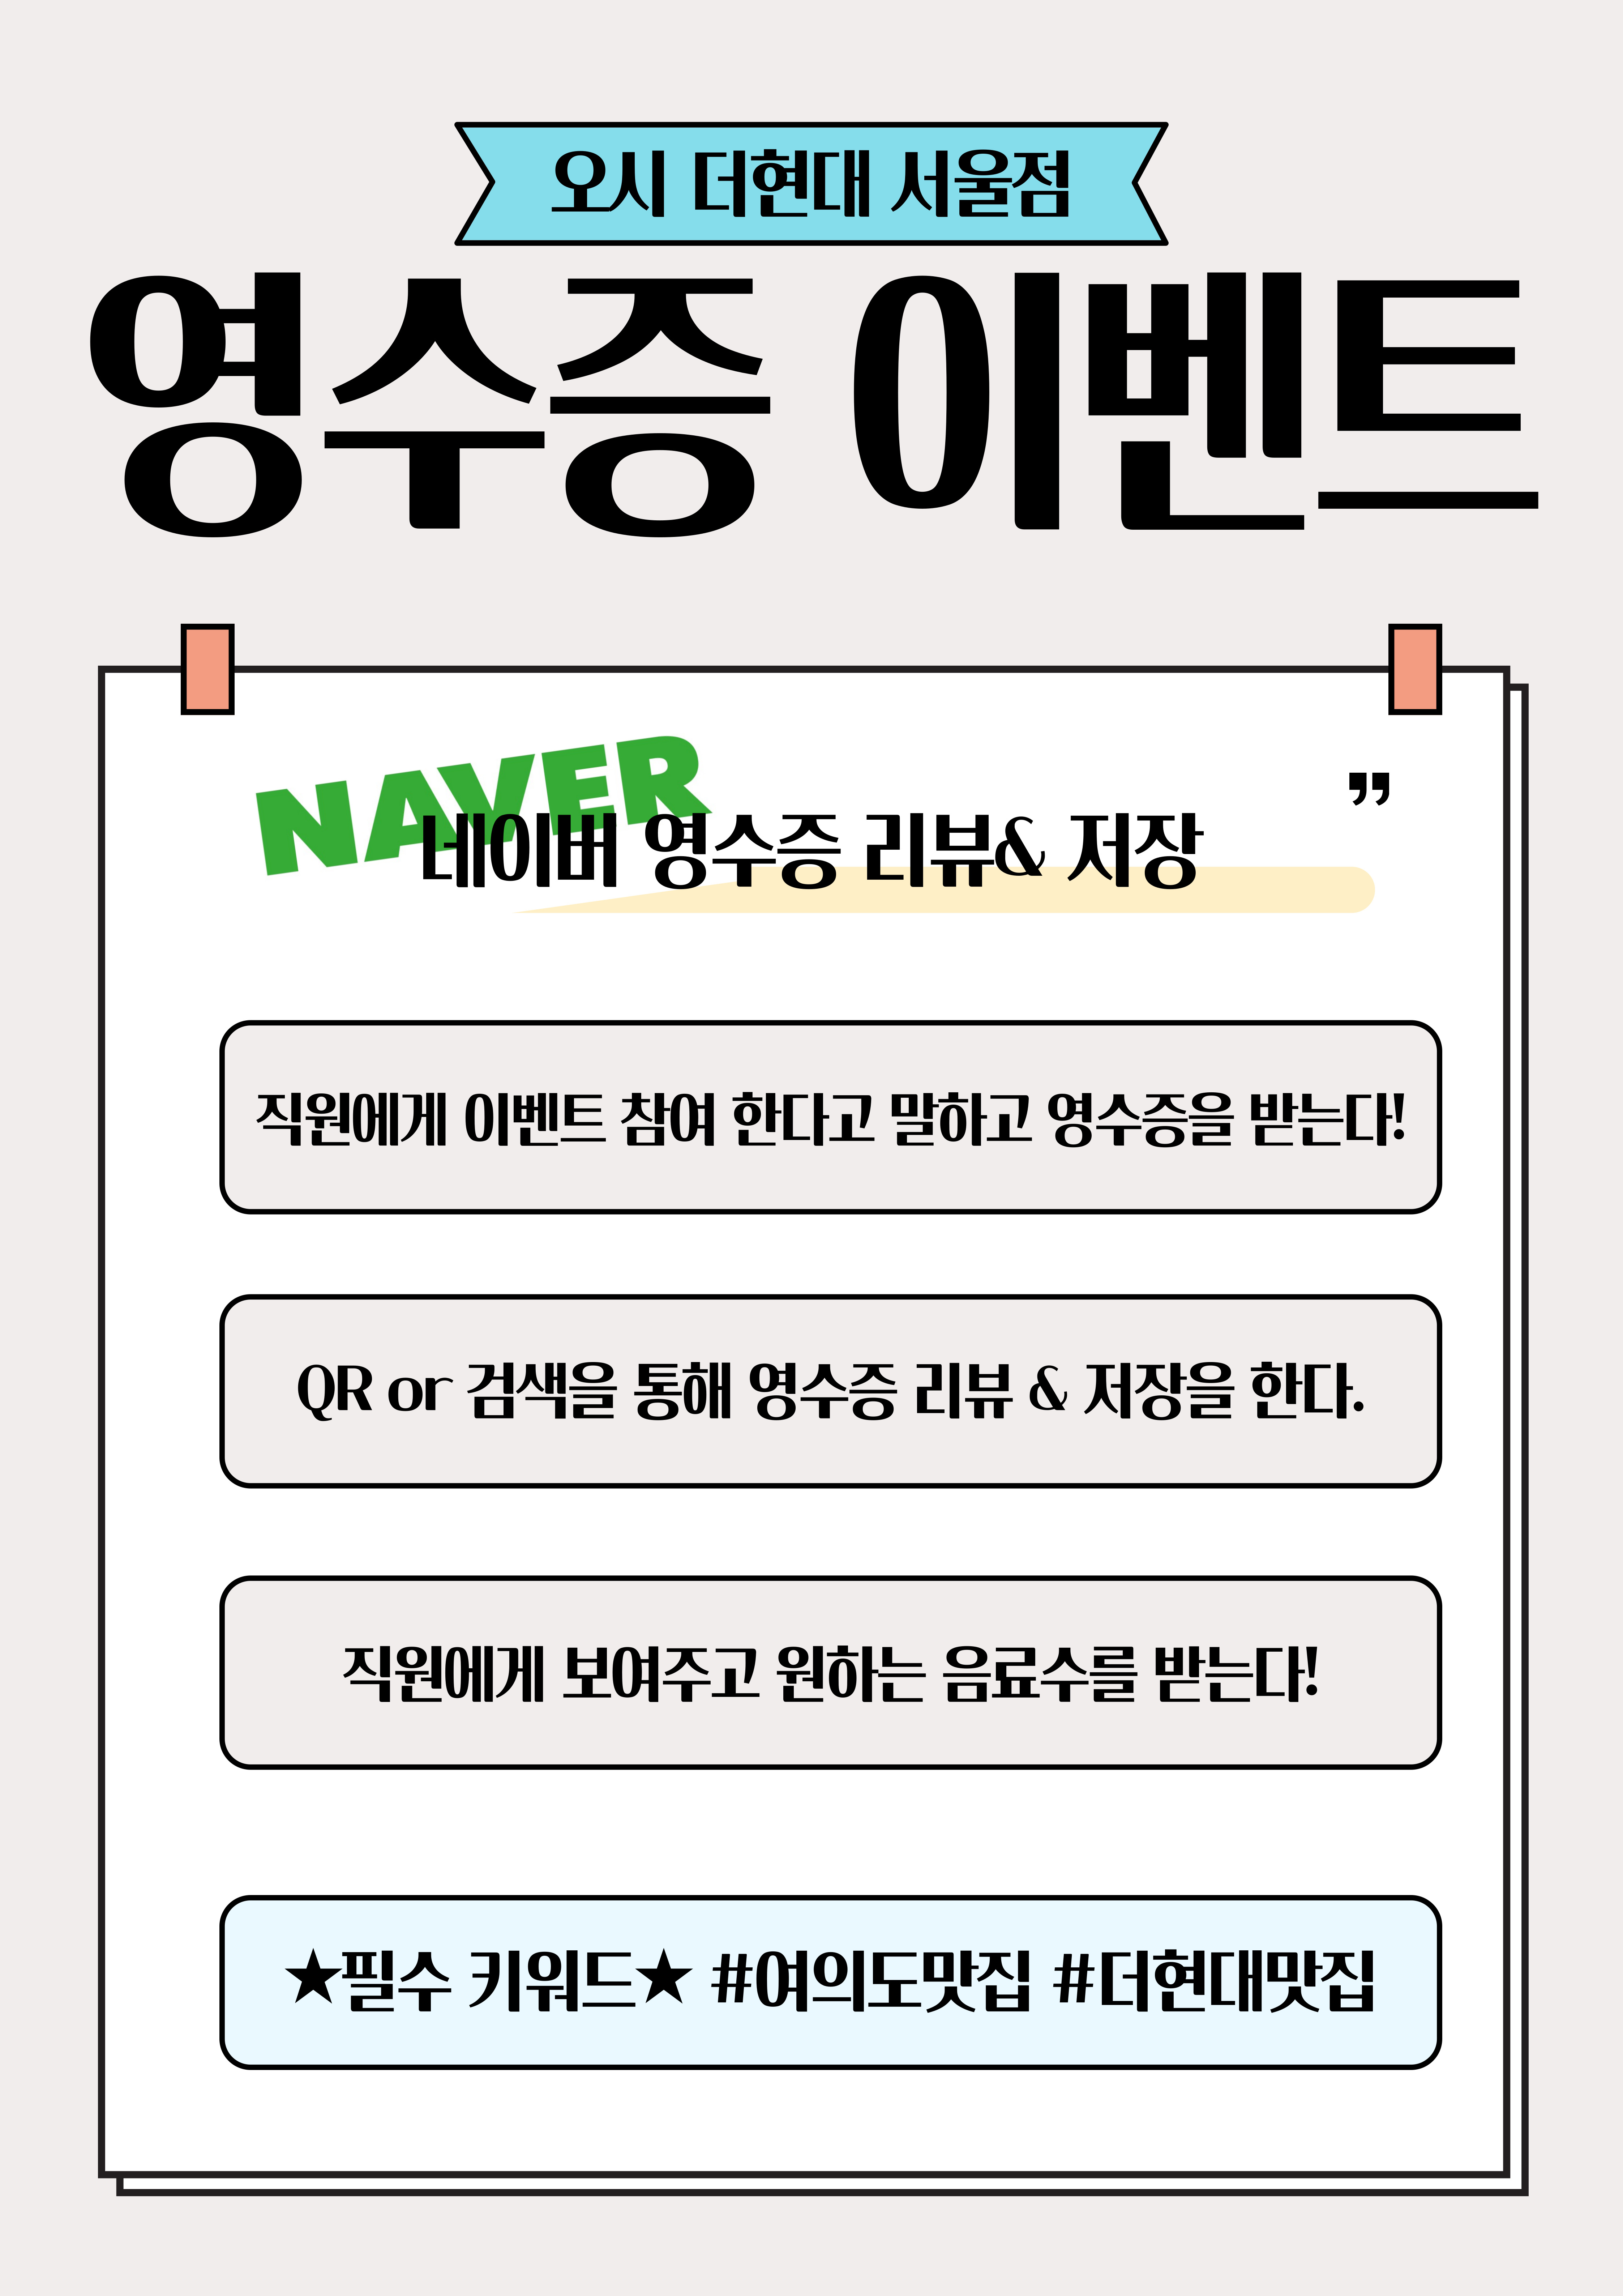 오시 더현대 서울점
영수증 이벤트
NAVER
”
네이버 영수증 리뷰& 저장
직원에게 이벤트 참여 한다고 말하고 영수증을 받는다!
QR or 검색을 통해 영수증 리뷰 & 저장을 한다.
직원에게 보여주고 원하는 음료수를 받는다!
★필수 키워드★ #여의도맛집 #더현대맛집